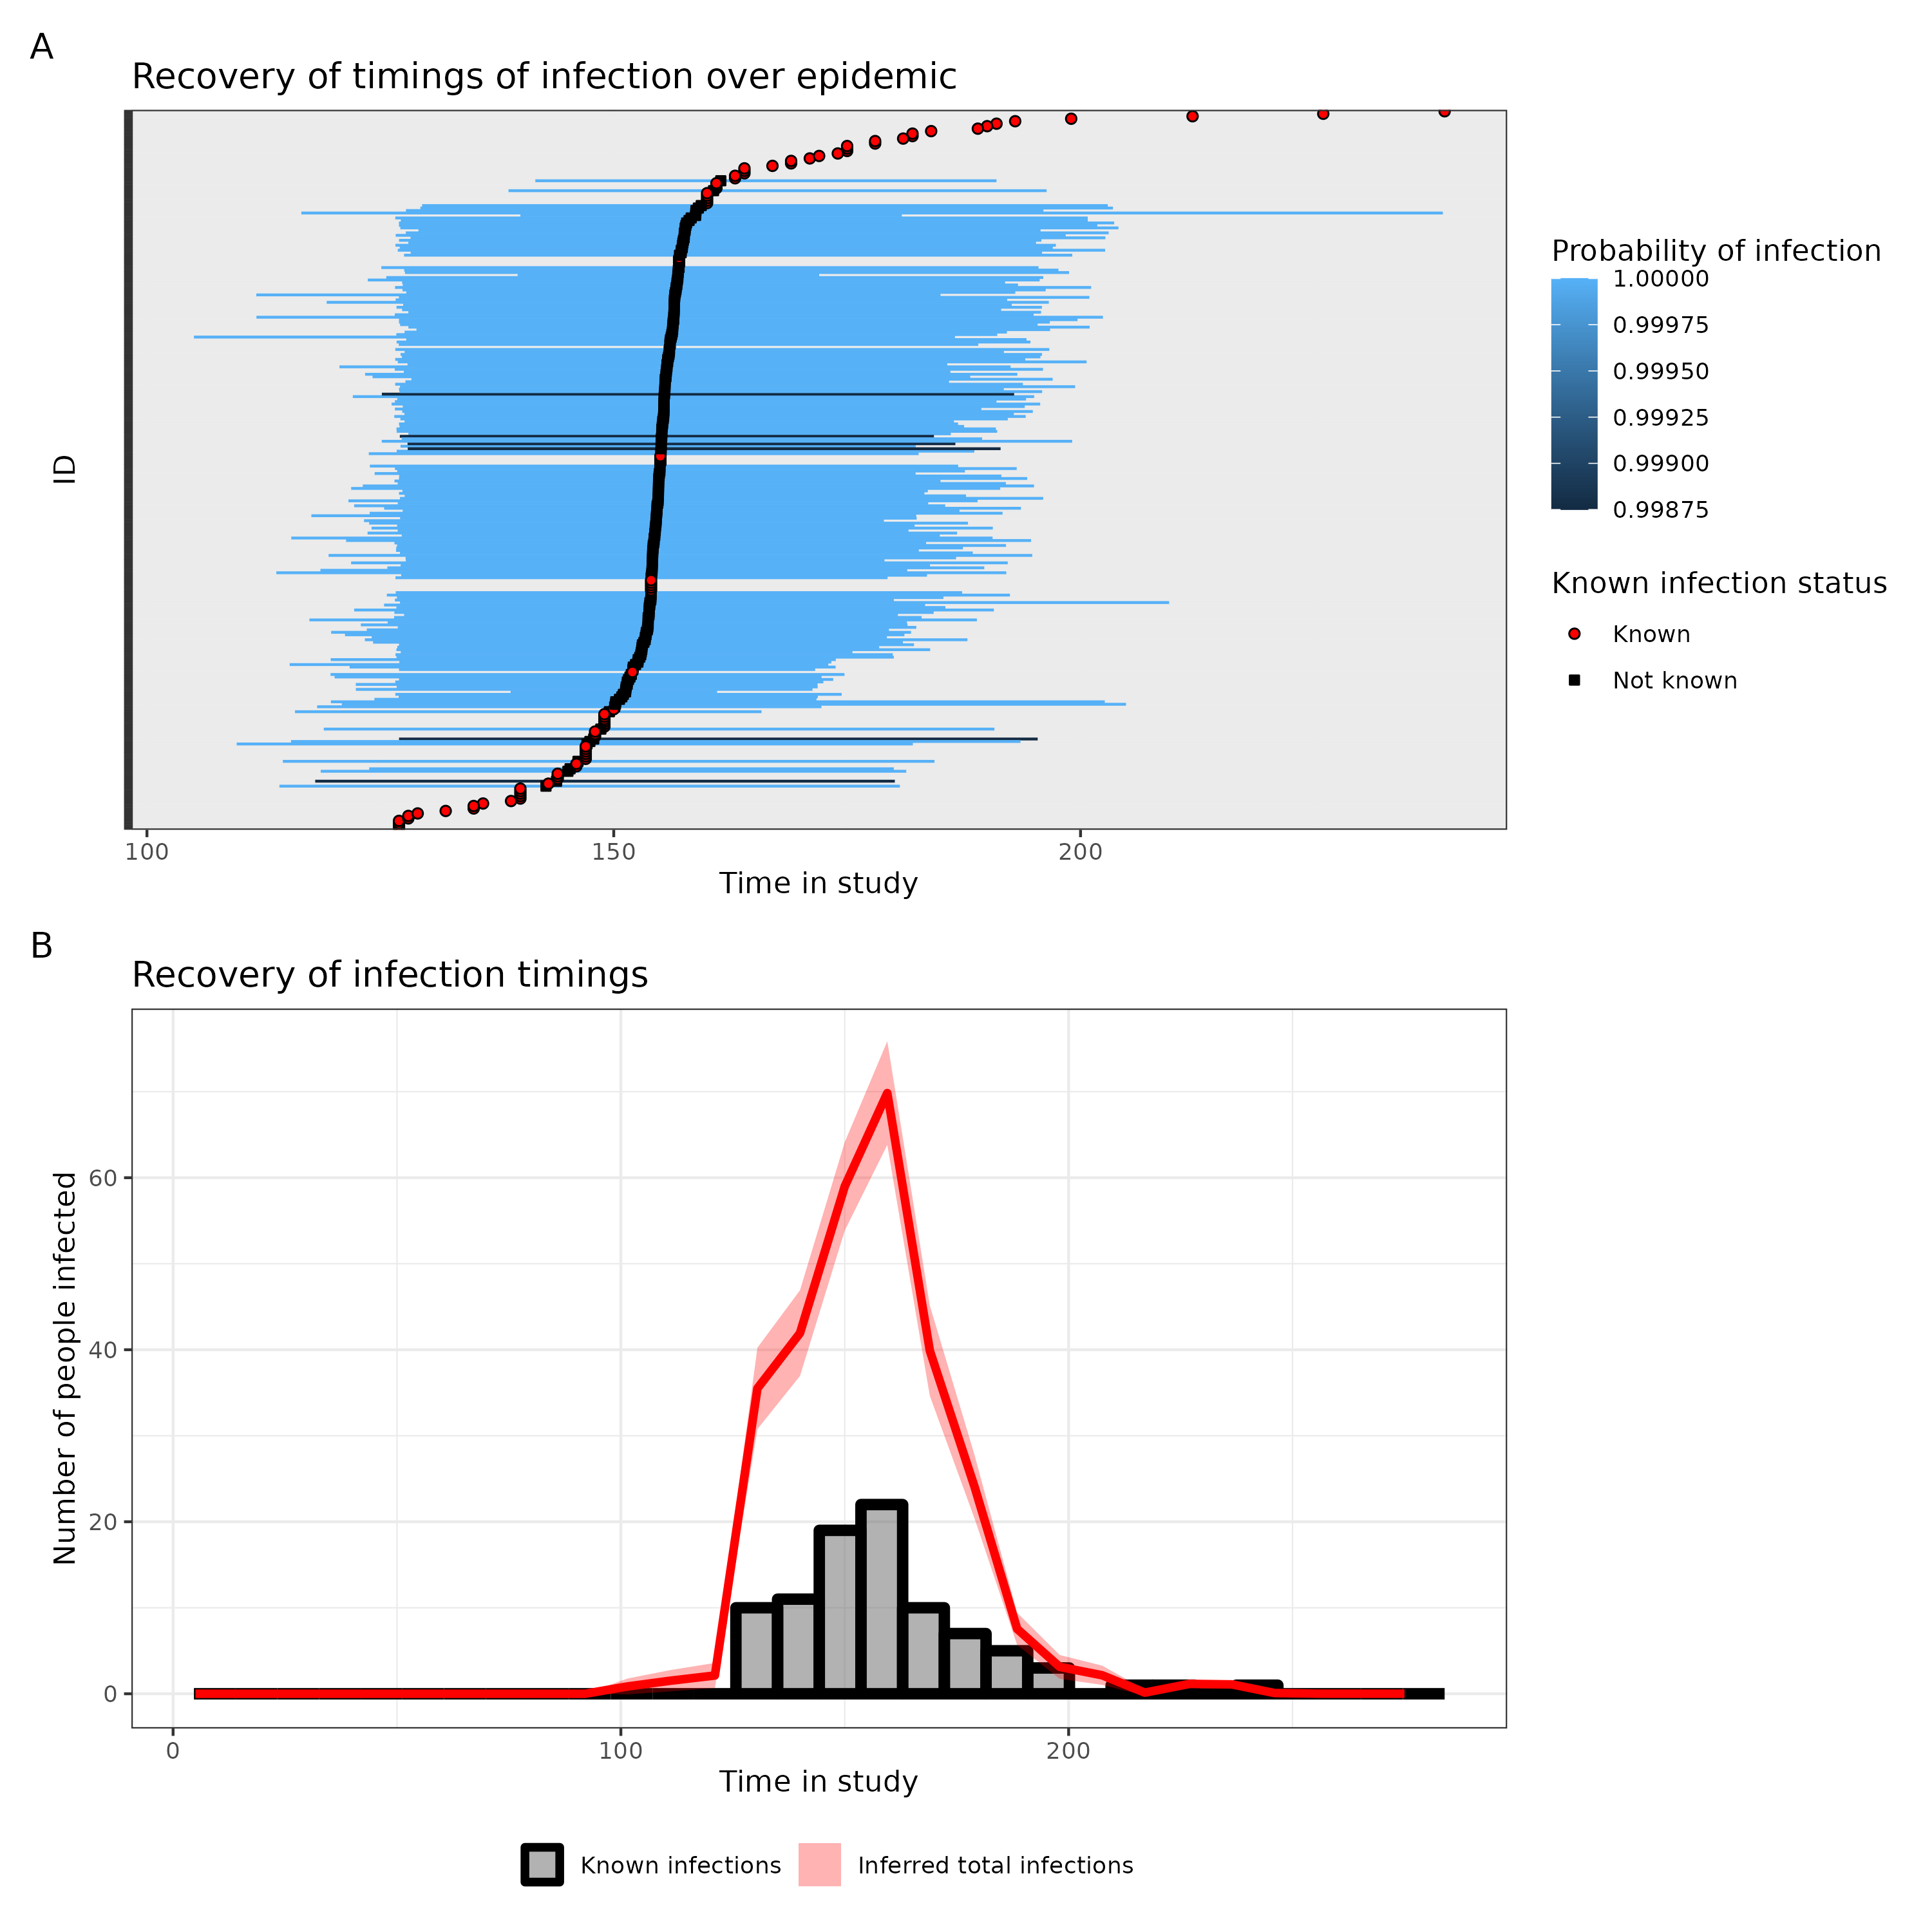 A
Recovery of timings of infection over epidemic
ID
100
150
200
Time in study
Probability of infection
1.00000
0.99975
0.99950
0.99925
0.99900
0.99875
Known infection status
Known
Not known
B
Recovery of infection timings
Number of people infected
60
40
20
0
0
100
200
Time in study
Known infections
Inferred total infections